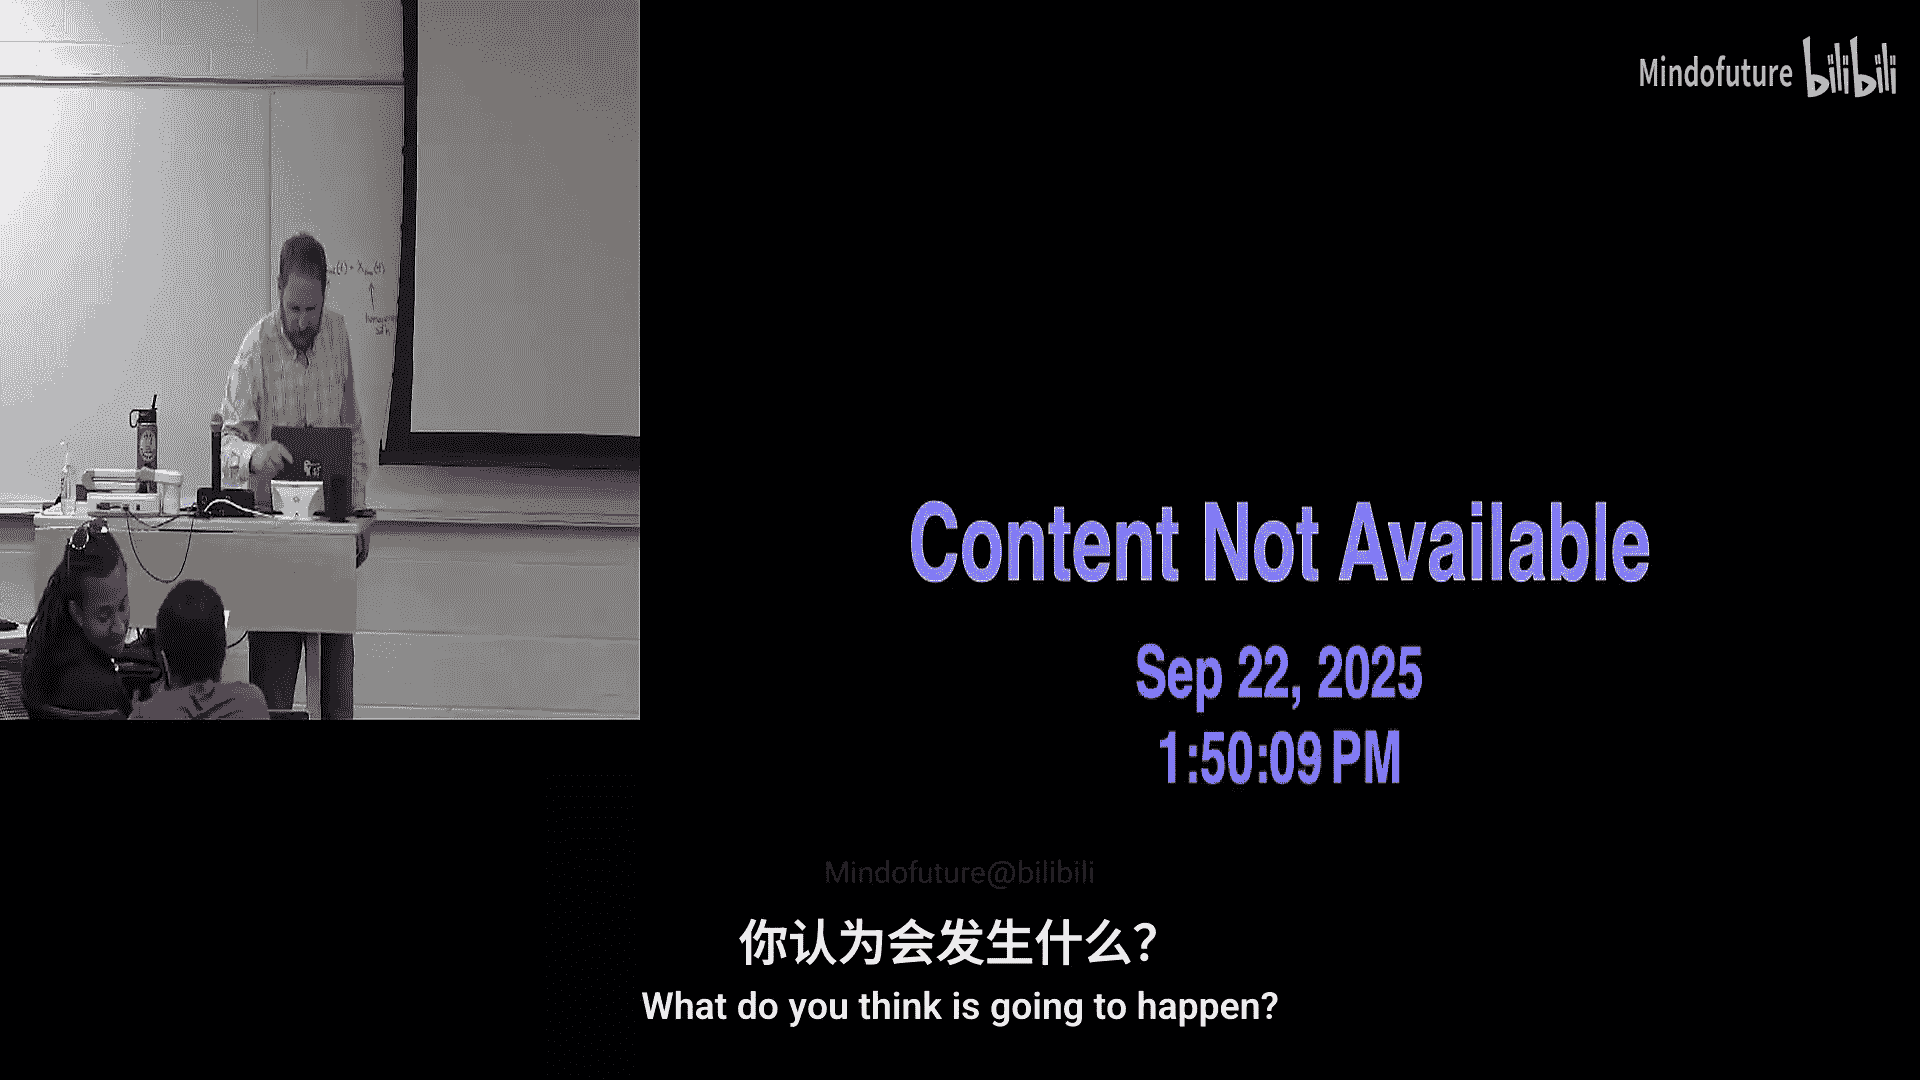 Mindofuture bilibili
Content Not Available
Sep 22, 2025
1:50:09 PM
Mindofuture@bilibili
你认为会发生什么？
What do you think is going to happen?